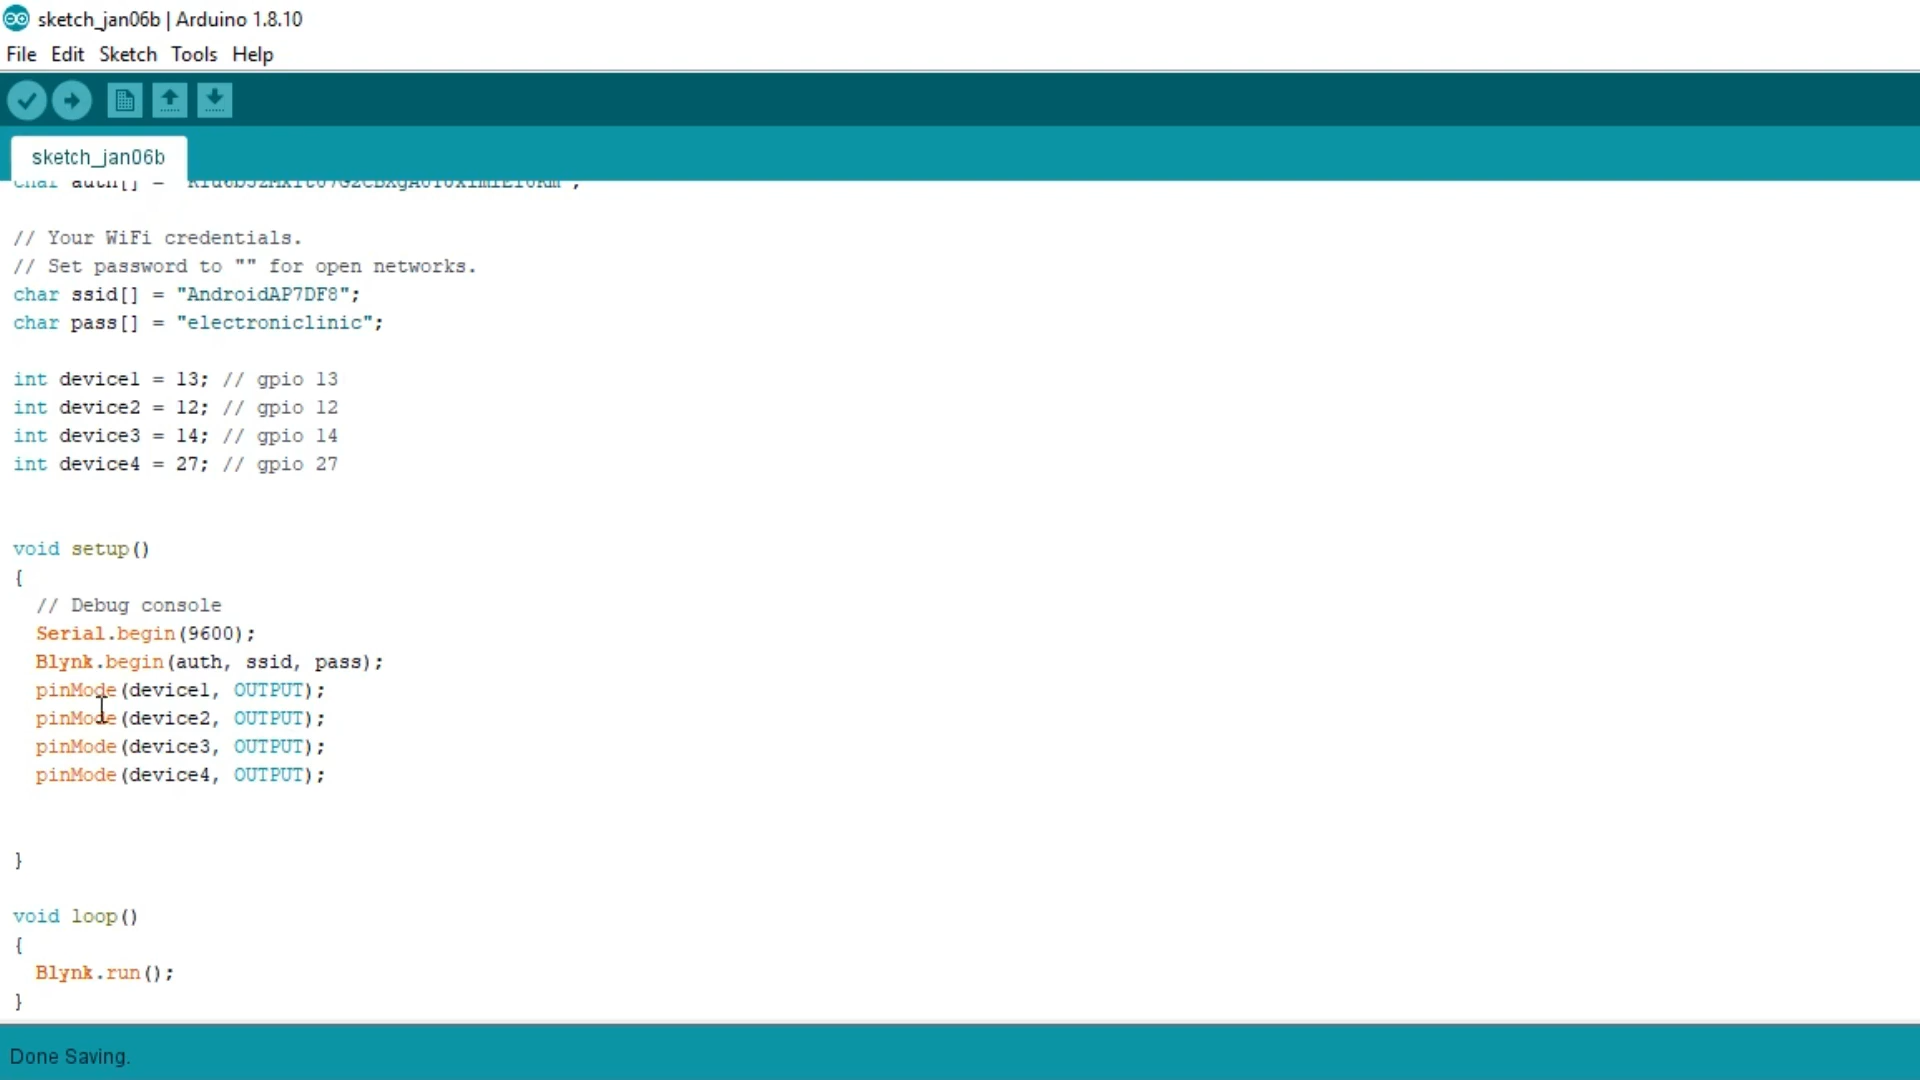 sketch_jan06b | Arduino 1.8.10
File Edit Sketch Tools Help
sketch_jan06b
char auth[] =
// Your WiFi credentials.
// Set password to "" for open networks.
char ssid[] = "AndroidAP7DF8";
char pass[] = "electroniclinic";
int device1 = 13; // gpio 13
int device2 = 12; // gpio 12
int device3 = 14; // gpio 14
int device4 = 27; // gpio 27
void setup()
{
// Debug console
Serial.begin(9600);
Blynk.begin(auth, ssid, pass);
pinMode(device1, OUTPUT);
pinMode(device2, OUTPUT);
pinMode(device3, OUTPUT);
pinMode(device4, OUTPUT);
}
void loop()
{
Blynk.run();
}
Done Saving.